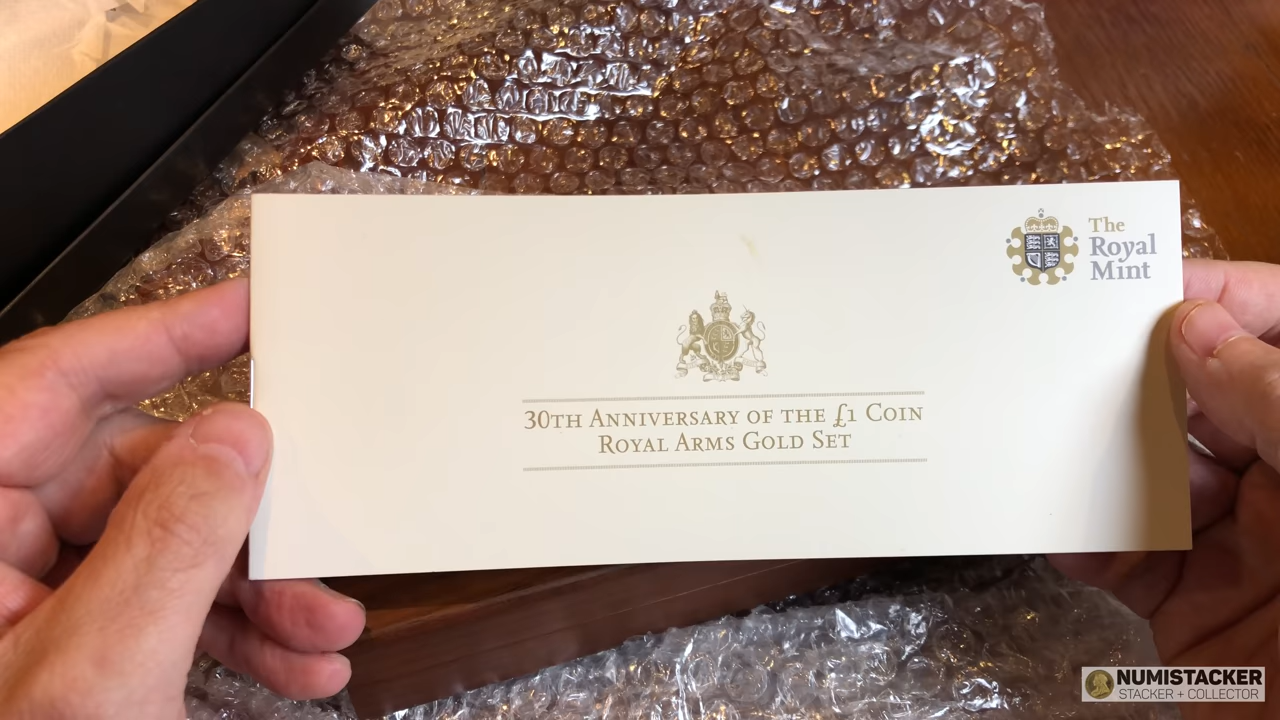 The
Royal
Mint
30TH ANNIVERSARY OF THE £1 COIN
ROYAL ARMS GOLD SET
NUMISTACKER
STACKER + COLLECTOR